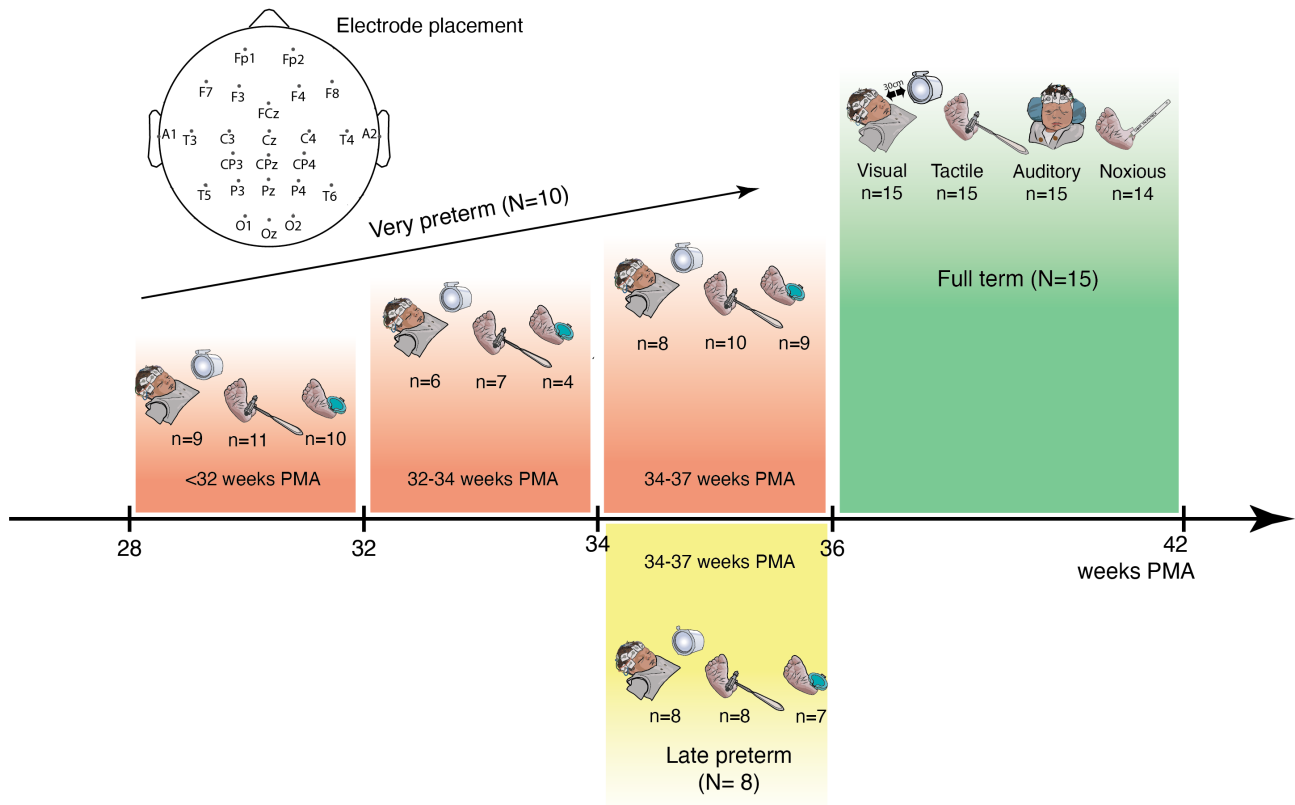 Electrode placement
Fp1 Fp2
F7 F3 F4 F8
FCz
A1 T3 C3 Cz C4 T4 A2
CP3 CPz CP4
T5 P3 Pz P4 T6
O1 Oz O2
Very preterm (N=10)
30cm
Visual Tactile Auditory Noxious
n=15 n=15 n=15 n=14
Full term (N=15)
n=8 n=10 n=9
n=6 n=7 n=4
n=9 n=11 n=10
<32 weeks PMA 32-34 weeks PMA 34-37 weeks PMA
28 32 34 36 42
weeks PMA
34-37 weeks PMA
n=8 n=8 n=7
Late preterm
(N= 8)